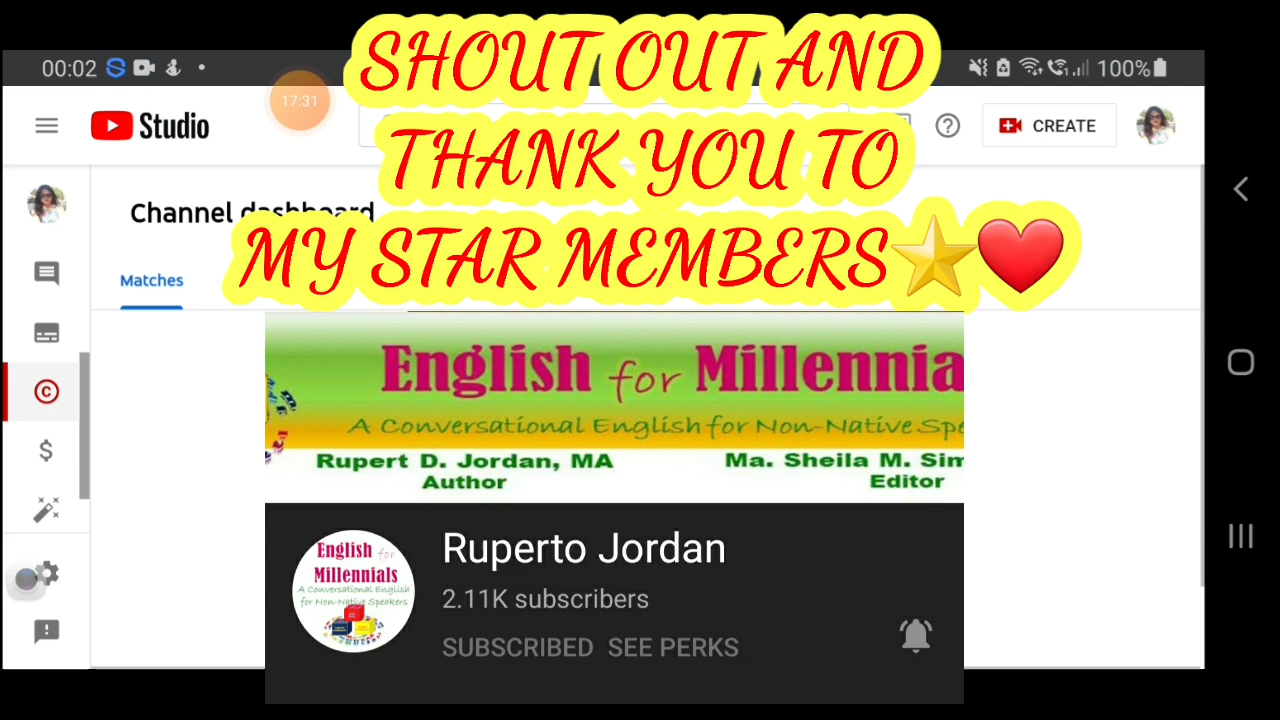 SHOUT OUT AND
THANK YOU TO
MY STAR MEMBERS⭐❤️
00:02
100%
17:31
Studio
CREATE
Channel dashboard
Matches
English for Millennia
A Conversational English for Non-Native Spe
Rupert D. Jordan, MA
Author
Ma. Sheila M. Sim
Editor
English for
Millennials
A Conversational English
for Non-Native Speakers
Ruperto Jordan
2.11K subscribers
SUBSCRIBED SEE PERKS